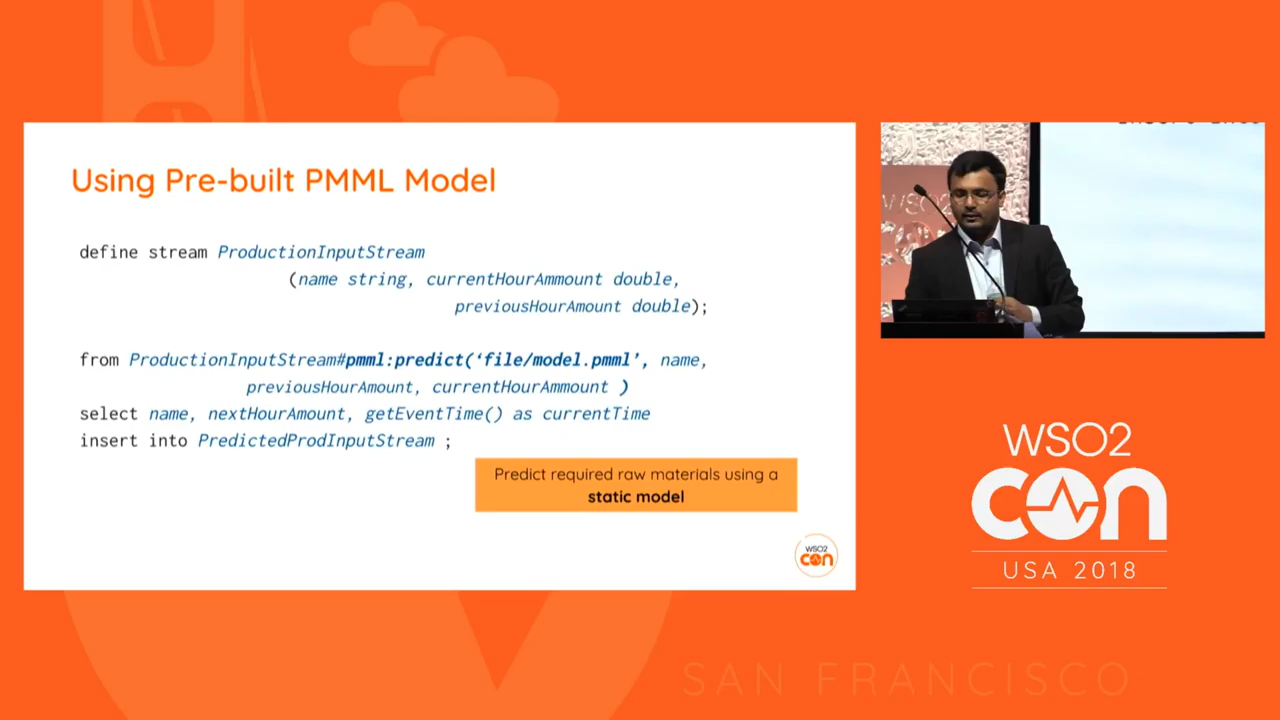 Using Pre-built PMML Model
define stream ProductionInputStream
(name string, currentHourAmmount double,
previousHourAmount double);
from ProductionInputStream#pmml:predict(‘file/model.pmml’, name,
previousHourAmount, currentHourAmmount )
select name, nextHourAmount, getEventTime() as currentTime
insert into PredictedProdInputStream ;
Predict required raw materials using a
static model
WSO2
con
WSO2
WSO2
con
USA 2018
SAN FRANCISCO